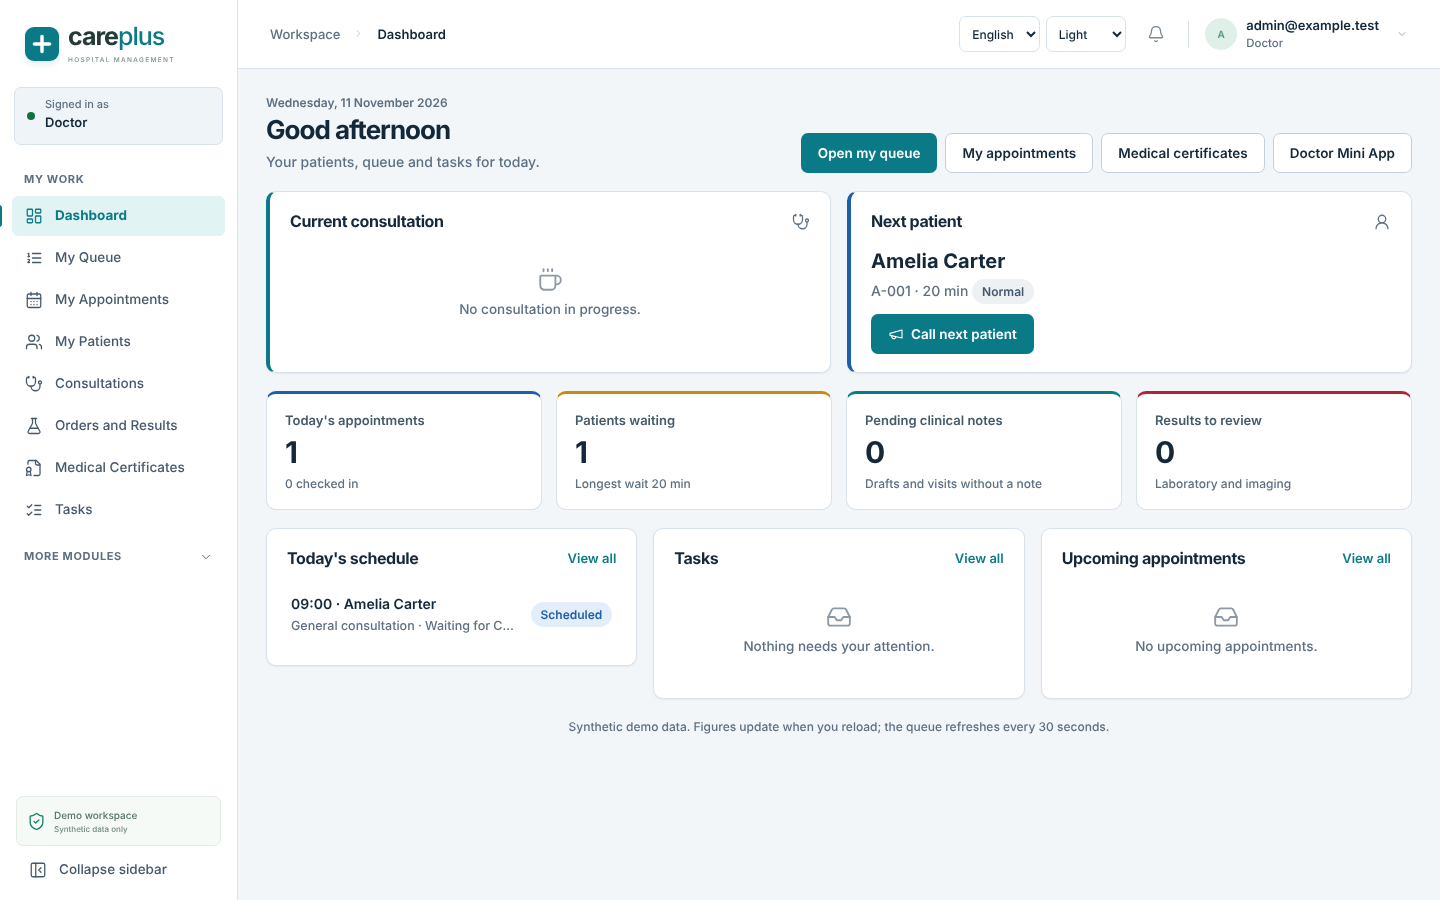 careplus
HOSPITAL MANAGEMENT
Signed in as
Doctor
MY WORK
Dashboard
My Queue
My Appointments
My Patients
Consultations
Orders and Results
Medical Certificates
Tasks
MORE MODULES
Demo workspace
Synthetic data only
Collapse sidebar
Workspace
Dashboard
English
Light
A
admin@example.test
Doctor
Wednesday, 11 November 2026
Good afternoon
Your patients, queue and tasks for today.
Open my queue
My appointments
Medical certificates
Doctor Mini App
Current consultation
No consultation in progress.
Next patient
Amelia Carter
A-001 · 20 min Normal
Call next patient
Today's appointments
1
0 checked in
Patients waiting
1
Longest wait 20 min
Pending clinical notes
0
Drafts and visits without a note
Results to review
0
Laboratory and imaging
Today's schedule
View all
09:00 · Amelia Carter
General consultation · Waiting for C...
Scheduled
Tasks
View all
Nothing needs your attention.
Upcoming appointments
View all
No upcoming appointments.
Synthetic demo data. Figures update when you reload; the queue refreshes every 30 seconds.